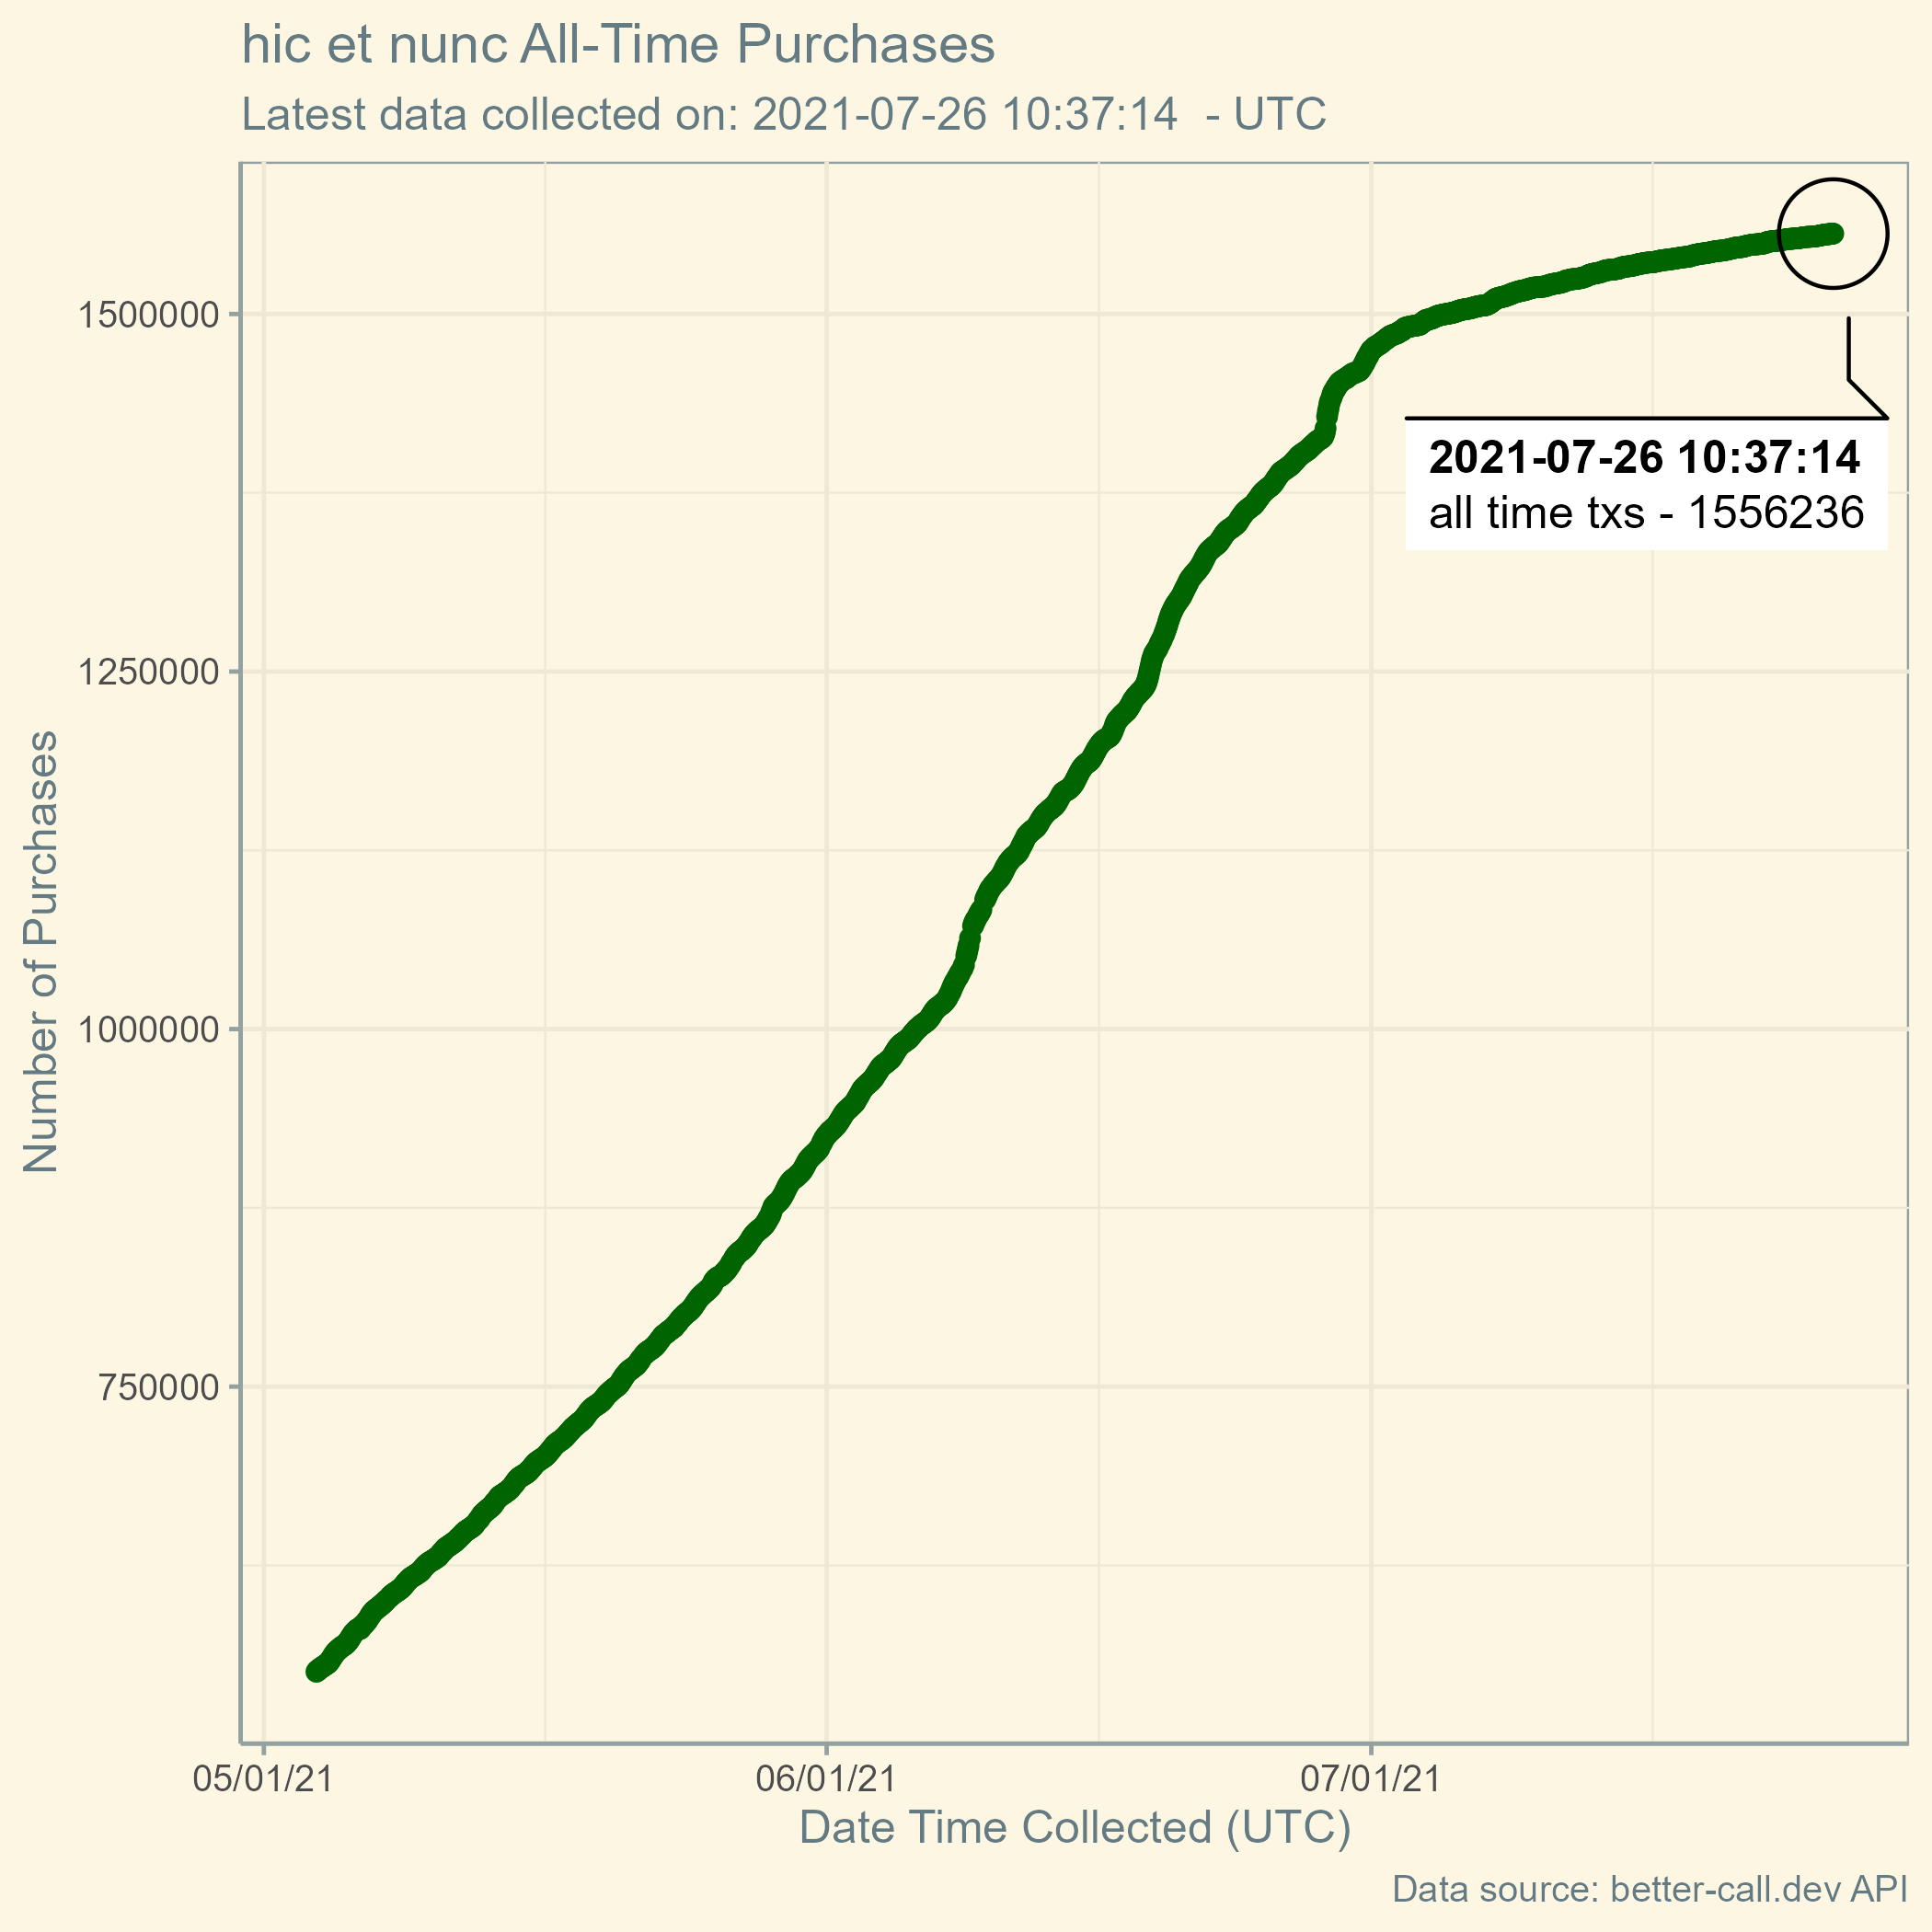 hic et nunc All-Time Purchases
Latest data collected on: 2021-07-26 10:37:14  - UTC
Number of Purchases
1500000
1250000
1000000
750000
2021-07-26 10:37:14
all time txs - 1556236
05/01/21
06/01/21
07/01/21
Date Time Collected (UTC)
Data source: better-call.dev API